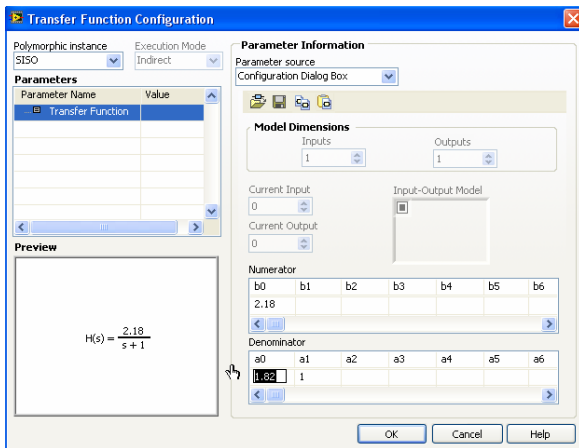 Transfer Function Configuration
Polymorphic instance Execution Mode
SISO Indirect
Parameters
Parameter Name Value
Transfer Function
Preview
H(s) = 2.18 / s + 1
Parameter Information
Parameter source
Configuration Dialog Box
Model Dimensions
Inputs Outputs
1 1
Current Input Input-Output Model
0
Current Output
0
Numerator
b0 b1 b2 b3 b4 b5 b6
2.18
Denominator
a0 a1 a2 a3 a4 a5 a6
1.82 1
OK Cancel Help